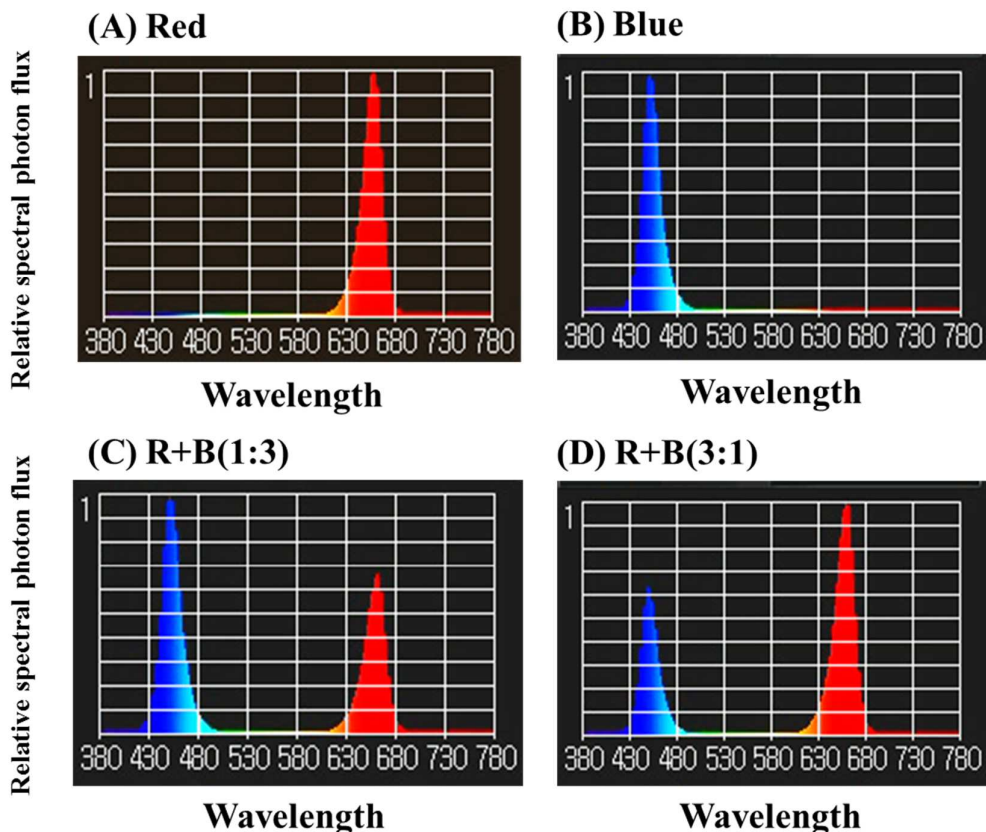 (A) Red
(B) Blue
Relative spectral photon flux
1
380 430 480 530 580 630 680 730 780
Wavelength
1
380 430 480 530 580 630 680 730 780
Wavelength
(C) R+B(1:3)
(D) R+B(3:1)
Relative spectral photon flux
1
380 430 480 530 580 630 680 730 780
Wavelength
1
380 430 480 530 580 630 680 730 780
Wavelength